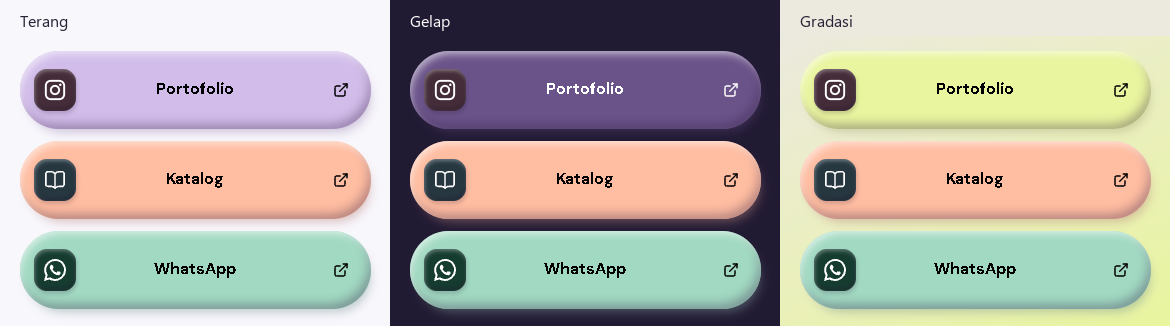 Terang
Portofolio
Katalog
WhatsApp
Gelap
Portofolio
Katalog
WhatsApp
Gradasi
Portofolio
Katalog
WhatsApp